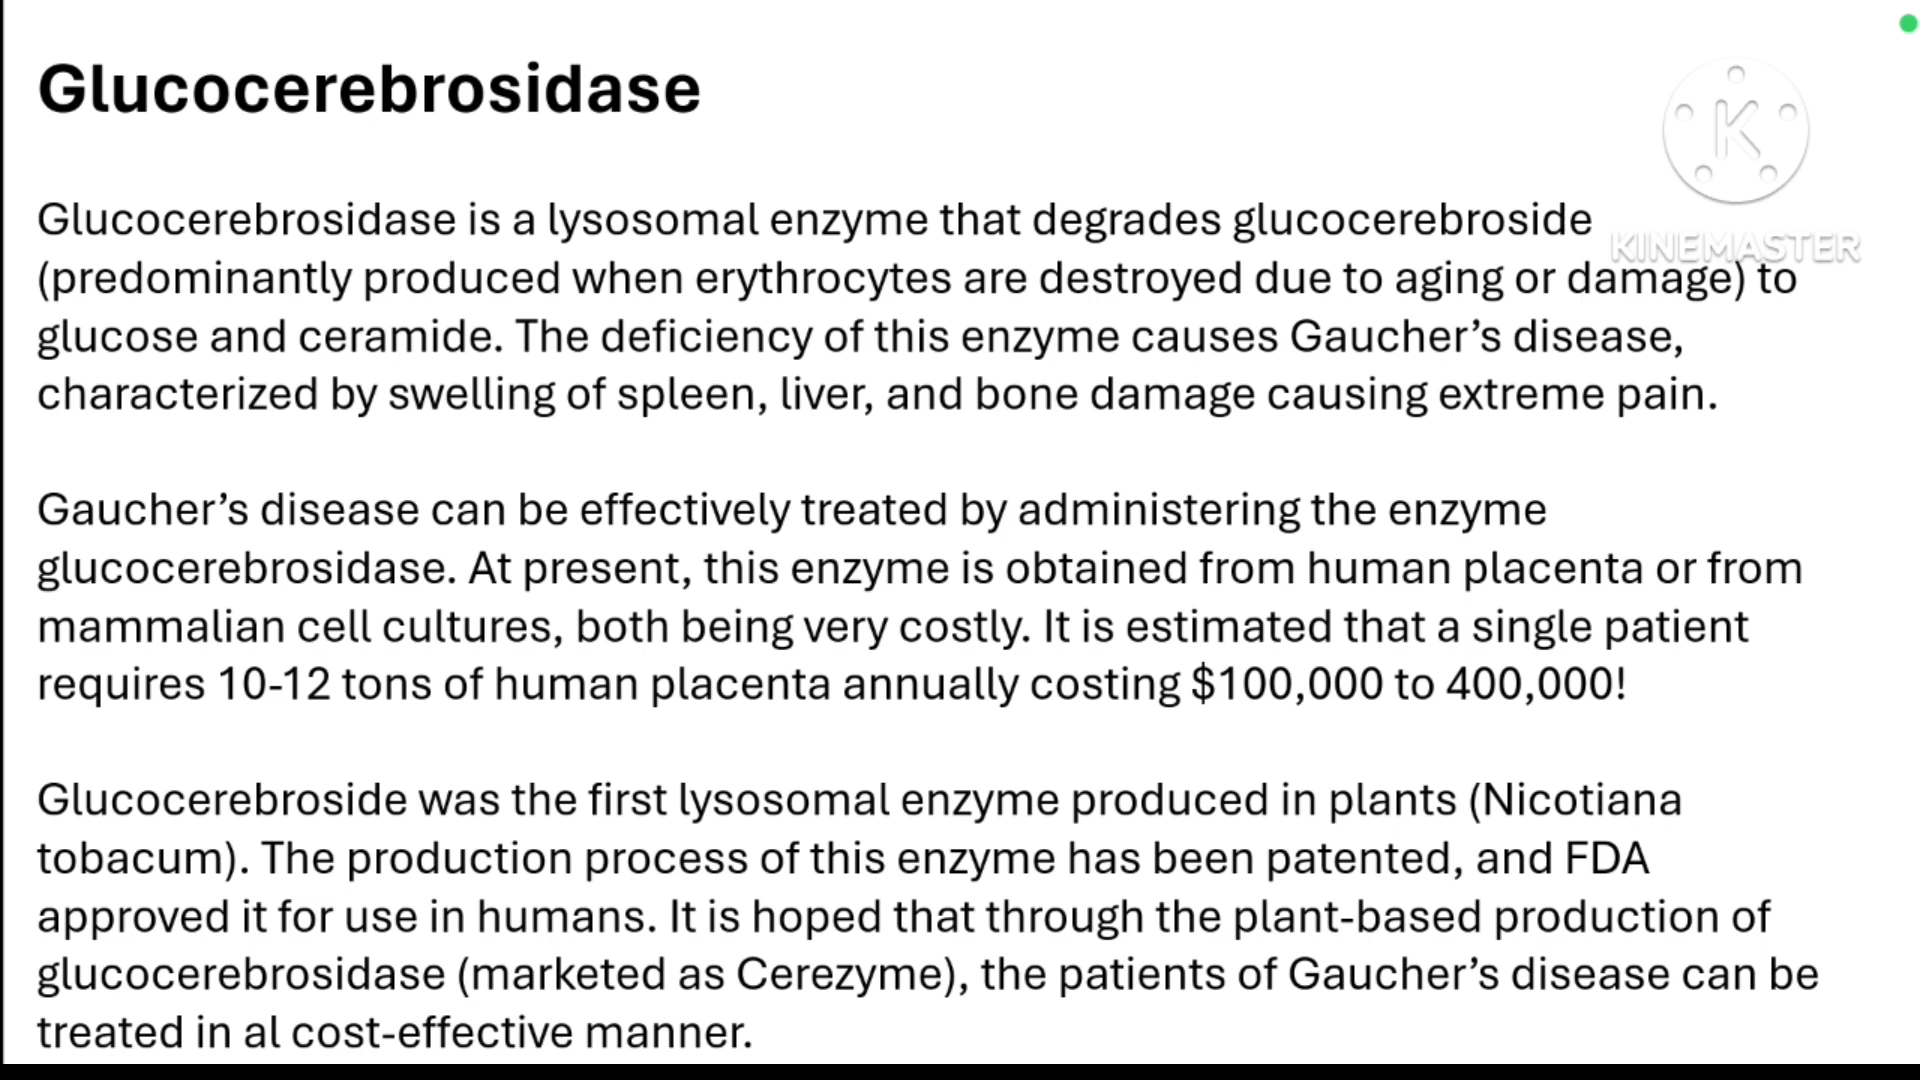 Glucocerebrosidase
K
KINEMASTER
Glucocerebrosidase is a lysosomal enzyme that degrades glucocerebroside
(predominantly produced when erythrocytes are destroyed due to aging or damage) to
glucose and ceramide. The deficiency of this enzyme causes Gaucher’s disease,
characterized by swelling of spleen, liver, and bone damage causing extreme pain.
Gaucher’s disease can be effectively treated by administering the enzyme
glucocerebrosidase. At present, this enzyme is obtained from human placenta or from
mammalian cell cultures, both being very costly. It is estimated that a single patient
requires 10-12 tons of human placenta annually costing $100,000 to 400,000!
Glucocerebroside was the first lysosomal enzyme produced in plants (Nicotiana
tobacum). The production process of this enzyme has been patented, and FDA
approved it for use in humans. It is hoped that through the plant-based production of
glucocerebrosidase (marketed as Cerezyme), the patients of Gaucher’s disease can be
treated in al cost-effective manner.